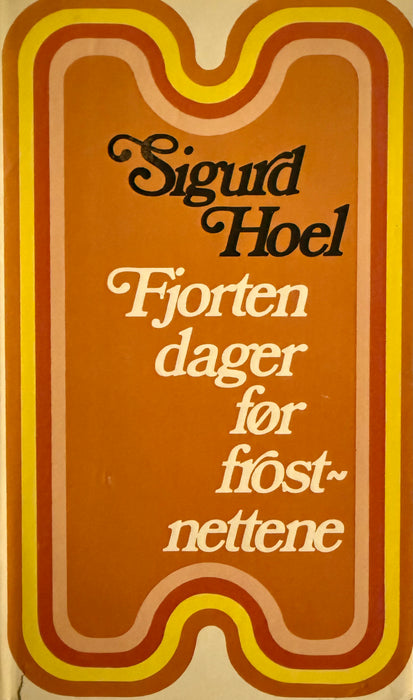 Sigurd
Hoel
Fjorten
dager
før
frost~
nettene